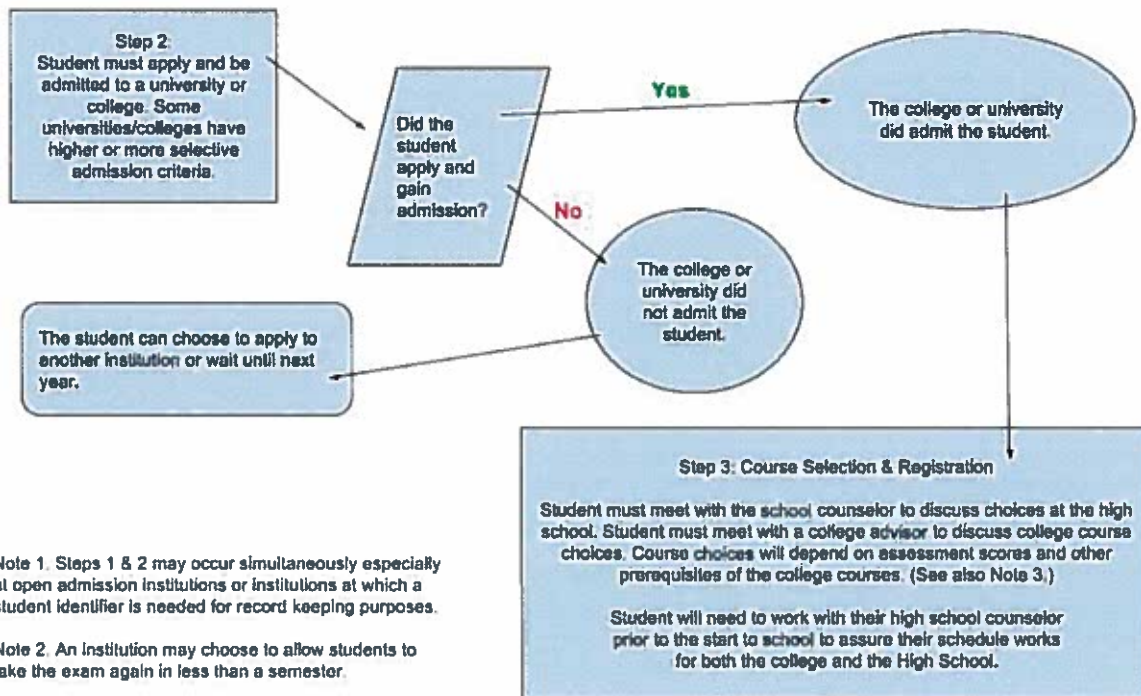 Step 2:
Student must apply and be
admitted to a university or
college. Some
universities/colleges have
higher or more selective
admission criteria.
Did the
student
apply and
gain
admission?
Yes
The college or university
did admit the student.
No
The college or
university did
not admit the
student.
The student can choose to apply to
another institution or wait until next
year.
Step 3: Course Selection & Registration
Student must meet with the school counselor to discuss choices at the high
school. Student must meet with a college advisor to discuss college course
choices. Course choices will depend on assessment scores and other
prerequisites of the college courses. (See also Note 3.)
Student will need to work with their high school counselor
prior to the start to school to assure their schedule works
for both the college and the High School.
Note 1. Steps 1 & 2 may occur simultaneously especially
at open admission institutions or institutions at which a
student identifier is needed for record keeping purposes.
Note 2. An institution may choose to allow students to
take the exam again in less than a semester.